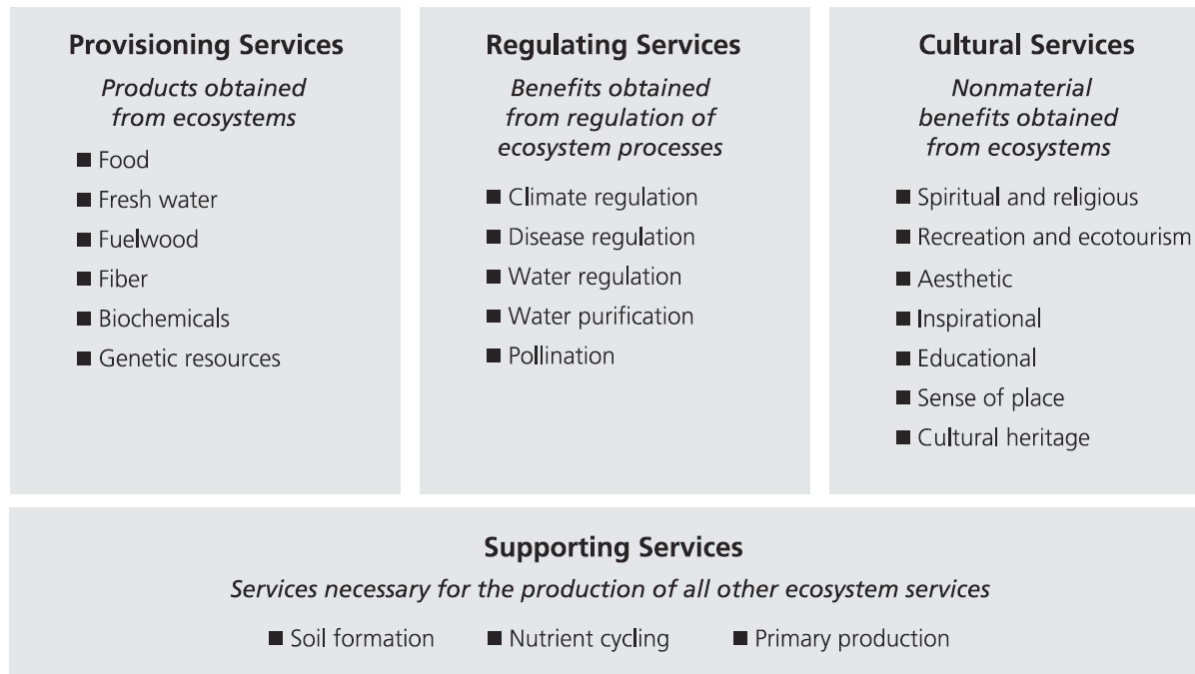 Provisioning Services
Products obtained
from ecosystems
■ Food
■ Fresh water
■ Fuelwood
■ Fiber
■ Biochemicals
■ Genetic resources
Regulating Services
Benefits obtained
from regulation of
ecosystem processes
■ Climate regulation
■ Disease regulation
■ Water regulation
■ Water purification
■ Pollination
Cultural Services
Nonmaterial
benefits obtained
from ecosystems
■ Spiritual and religious
■ Recreation and ecotourism
■ Aesthetic
■ Inspirational
■ Educational
■ Sense of place
■ Cultural heritage
Supporting Services
Services necessary for the production of all other ecosystem services
■ Soil formation ■ Nutrient cycling ■ Primary production